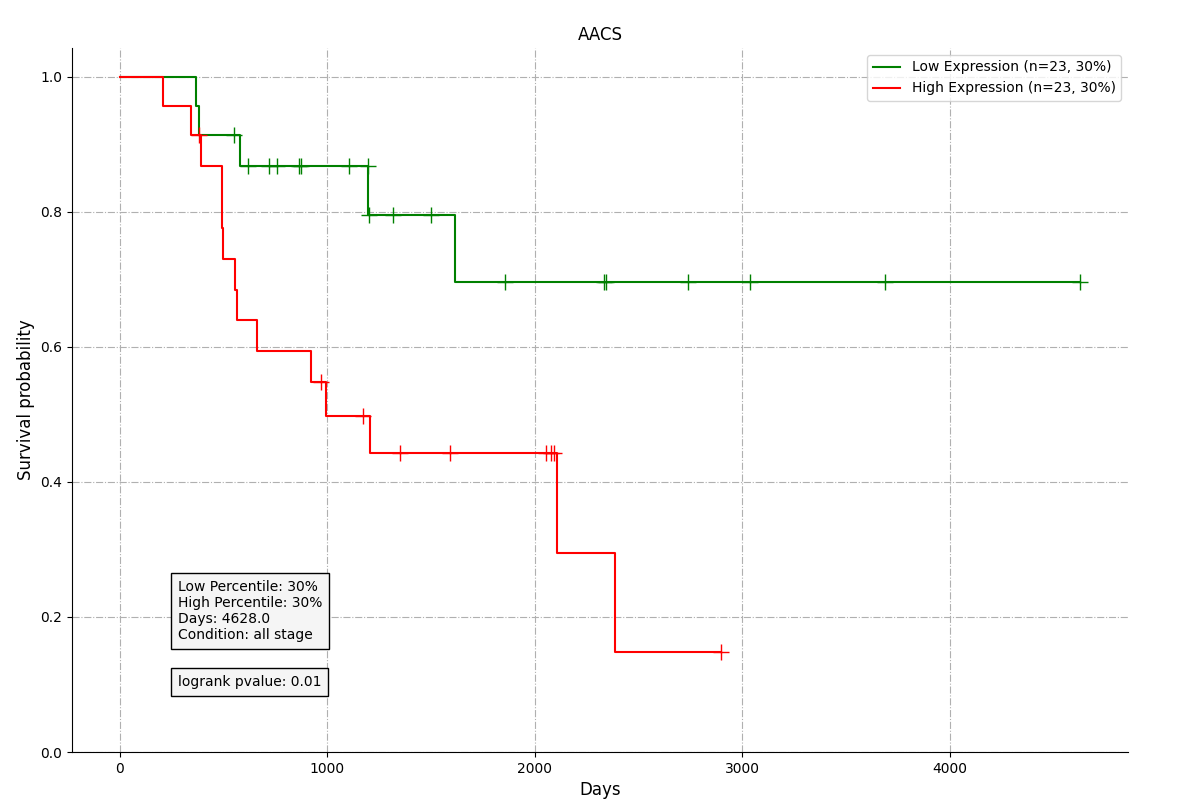 AACS
Low Expression (n=23, 30%)
High Expression (n=23, 30%)
Survival probability
1.0
0.8
0.6
0.4
0.2
0.0
Low Percentile: 30%
High Percentile: 30%
Days: 4628.0
Condition: all stage
logrank pvalue: 0.01
0 1000 2000 3000 4000
Days